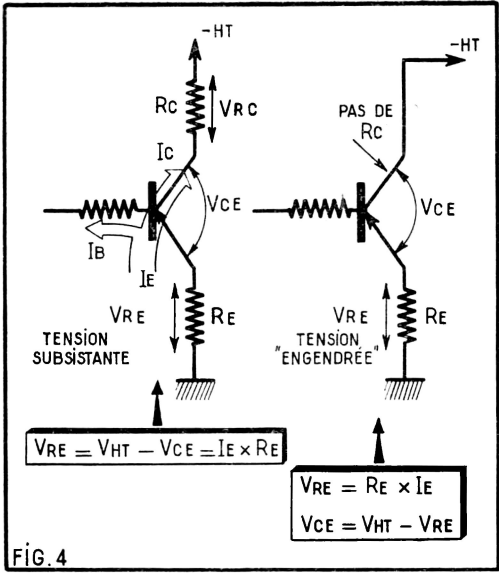 -HT
RC
VRC
IC
VCE
IB
IE
VRE
RE
TENSION
SUBSISTANTE
VRE = VHT - VCE = IE × RE
-HT
PAS DE
RC
VCE
VRE
RE
TENSION
"ENGENDRÉE"
VRE = RE × IE
VCE = VHT - VRE
FIG. 4